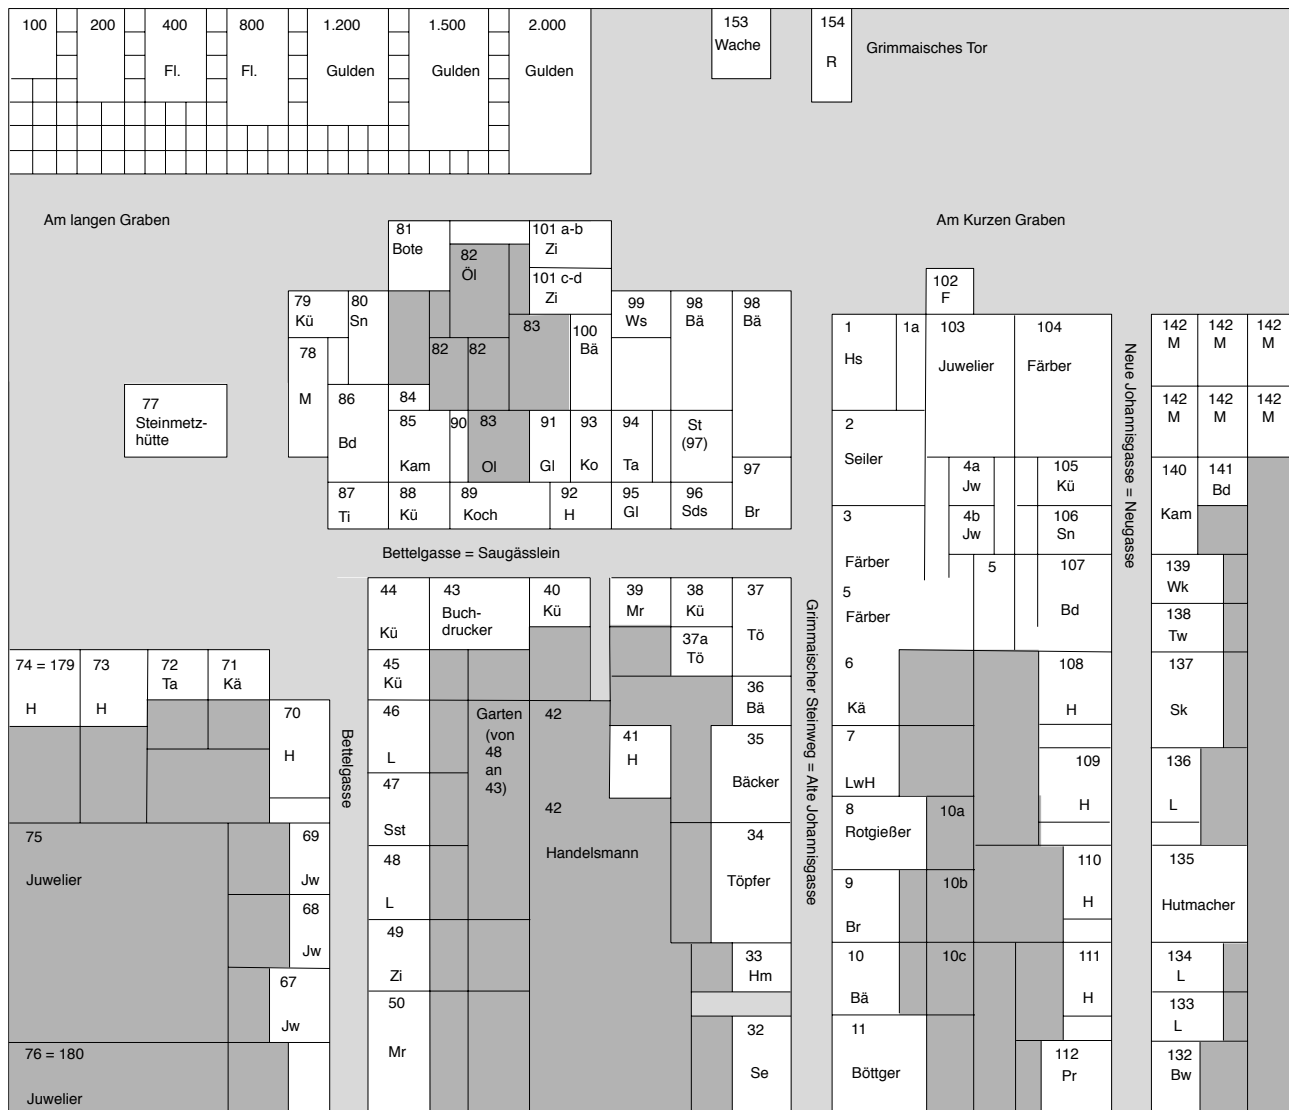 100 200 400 800 1.200 1.500 2.000
Fl. Fl. Gulden Gulden Gulden
153
Wache
154
R
Grimmaisches Tor
Am langen Graben
Am Kurzen Graben
81
Bote
82
Öl
101 a-b
Zi
101 c-d
Zi
79
Kü
80
Sn
83
100
Bä
99
Ws
98
Bä
98
Bä
78
M
82
82
77
Steinmetz-
hütte
86
Bd
84
85
Kam
90
83
Ol
91
Gl
93
Ko
94
Ta
St
(97)
97
Br
87
Ti
88
Kü
89
Koch
92
H
95
Gl
96
Sds
Bettelgasse = Saugässlein
102
F
1
Hs
1a
103
Juwelier
104
Färber
2
Seiler
4a
Jw
105
Kü
3
Färber
4b
Jw
106
Sn
5
Färber
5
107
Bd
Neue Johannisgasse = Neugasse
142
M
142
M
142
M
142
M
142
M
142
M
140
Kam
141
Bd
139
Wk
138
Tw
137
Sk
136
L
135
Hutmacher
134
L
133
L
132
Bw
44
Kü
43
Buch-
drucker
40
Kü
39
Mr
38
Kü
37
Tö
37a
Tö
45
Kü
36
Bä
46
L
Garten
(von
48
an
43)
42
41
H
35
Bäcker
47
Sst
42
Handelsmann
34
Töpfer
48
L
49
Zi
33
Hm
50
Mr
32
Se
Grimmaischer Steinweg = Alte Johannisgasse
6
Kä
108
H
7
LwH
109
H
8
Rotgießer
10a
9
Br
10b
110
H
10
Bä
10c
111
H
11
Böttger
112
Pr
74 = 179
H
73
H
72
Ta
71
Kä
70
H
Bettelgasse
75
Juwelier
69
Jw
68
Jw
67
Jw
76 = 180
Juwelier